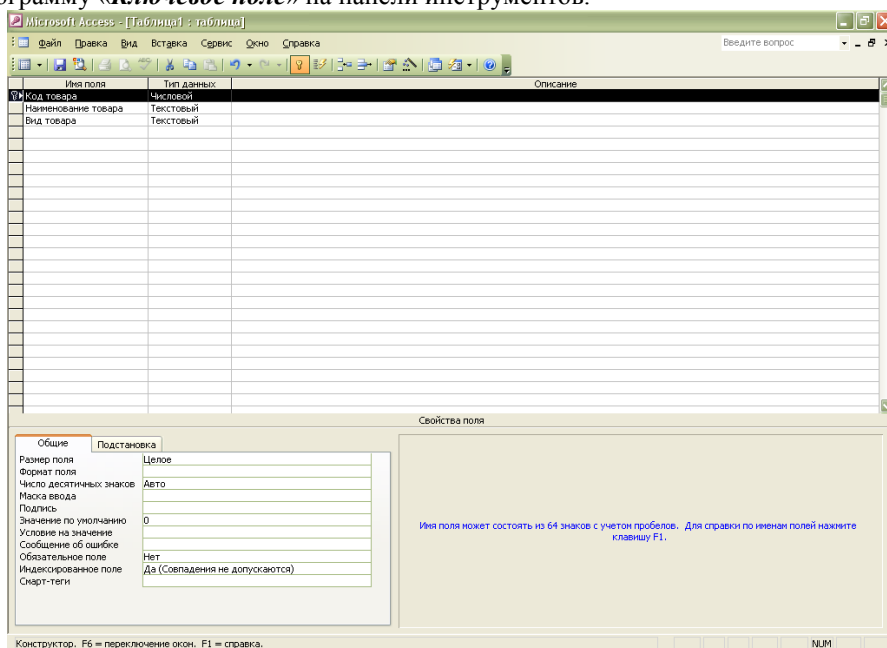 ограмму «Ключевое поле» на панели инструментов.
Microsoft Access - [Таблица1 : таблица]
Файл Правка Вид Вставка Сервис Окно Справка Введите вопрос
Имя поля Тип данных Описание
Код товара Числовой
Наименование товара Текстовый
Вид товара Текстовый
Свойства поля
Общие Подстановка
Размер поля Целое
Формат поля
Число десятичных знаков Авто
Маска ввода
Подпись
Значение по умолчанию 0
Условие на значение
Сообщение об ошибке
Обязательное поле Нет
Индексированное поле Да (Совпадения не допускаются)
Смарт-теги
Имя поля может состоять из 64 знаков с учетом пробелов. Для справки по именам полей нажмите
клавишу F1.
Конструктор. F6 = переключение окон. F1 = справка. NUM